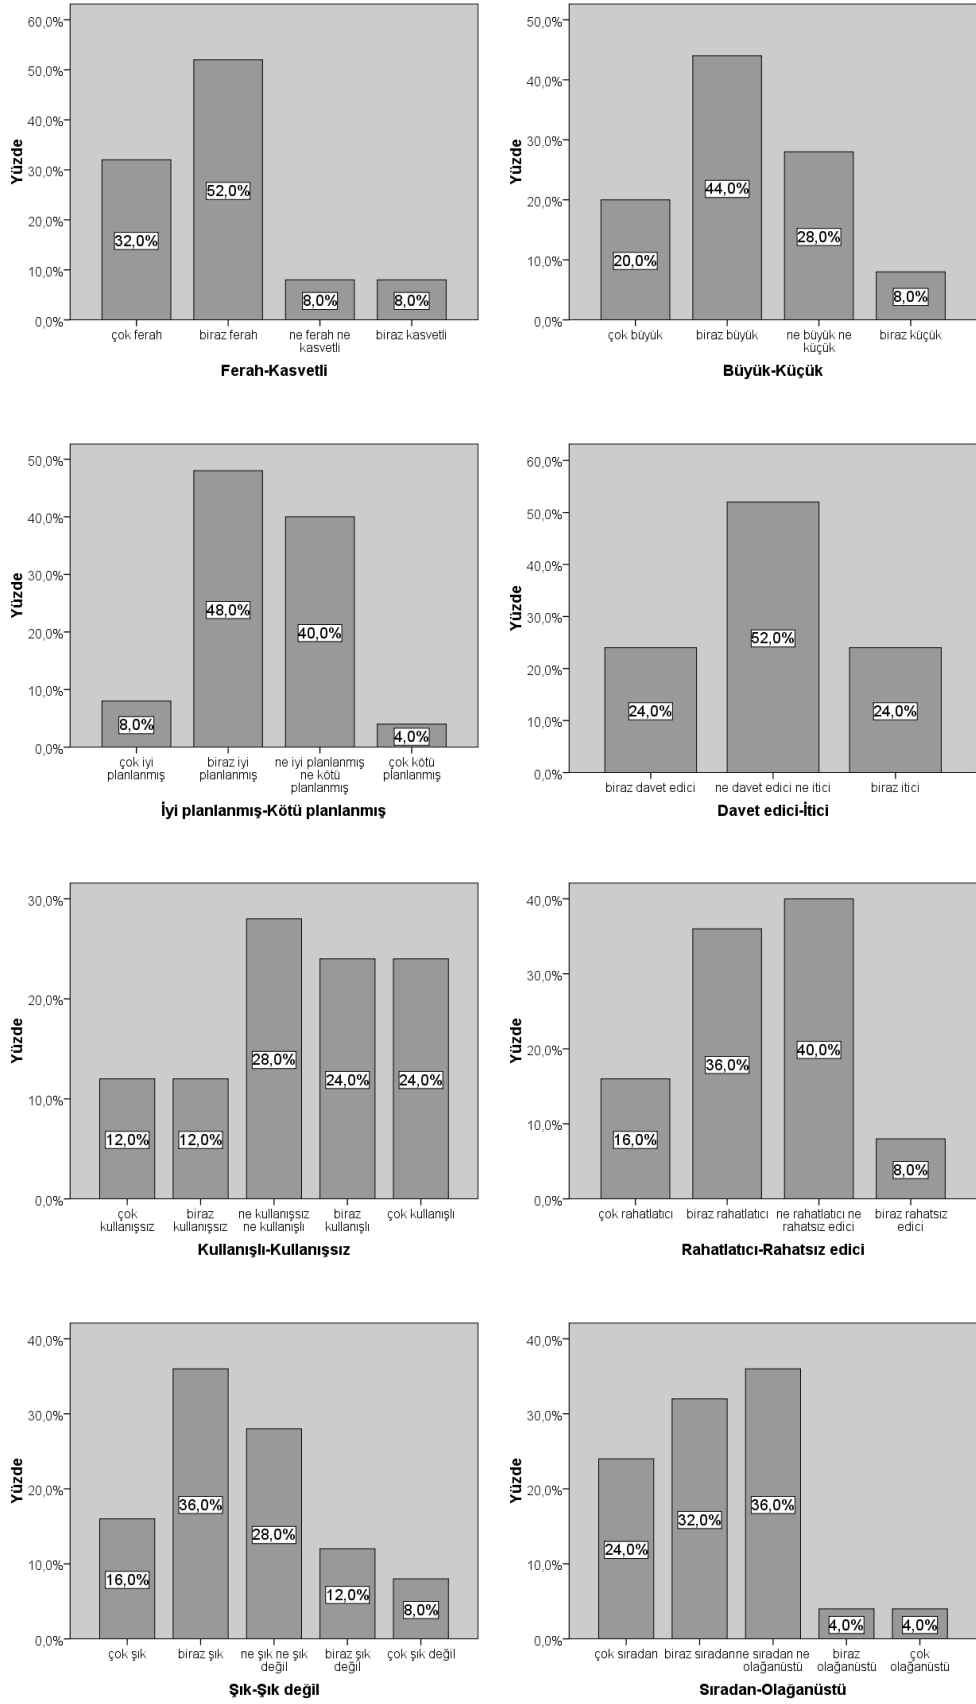 60,0%
50,0%
40,0%
30,0%
20,0%
10,0%
0,0%
Yüzde
32,0%
52,0%
8,0%
8,0%
çok ferah
biraz ferah
ne ferah ne
kasvetli
biraz kasvetli
Ferah-Kasvetli
50,0%
40,0%
30,0%
20,0%
10,0%
0,0%
Yüzde
20,0%
44,0%
28,0%
8,0%
çok büyük
biraz büyük
ne büyük ne
küçük
biraz küçük
Büyük-Küçük
50,0%
40,0%
30,0%
20,0%
10,0%
0,0%
Yüzde
8,0%
48,0%
40,0%
4,0%
çok iyi
planlanmış
biraz iyi
planlanmış
ne iyi planlanmış
ne kötü
planlanmış
çok kötü
planlanmış
İyi planlanmış-Kötü planlanmış
60,0%
50,0%
40,0%
30,0%
20,0%
10,0%
0,0%
Yüzde
24,0%
52,0%
24,0%
biraz davet edici
ne davet edici ne itici
biraz itici
Davet edici-İtici
30,0%
20,0%
10,0%
0,0%
Yüzde
12,0%
12,0%
28,0%
24,0%
24,0%
çok
kullanışsız
biraz
kullanışsız
ne kullanışsız
ne kullanışlı
biraz
kullanışlı
çok kullanışlı
Kullanışlı-Kullanışsız
40,0%
30,0%
20,0%
10,0%
0,0%
Yüzde
16,0%
36,0%
40,0%
8,0%
çok rahatlatıcı
biraz rahatlatıcı
ne rahatlatıcı ne
rahatsız edici
biraz rahatsız
edici
Rahatlatıcı-Rahatsız edici
40,0%
30,0%
20,0%
10,0%
0,0%
Yüzde
16,0%
36,0%
28,0%
12,0%
8,0%
çok şık
biraz şık
ne şık ne şık
değil
biraz şık
değil
çok şık değil
Şık-Şık değil
40,0%
30,0%
20,0%
10,0%
0,0%
Yüzde
24,0%
32,0%
36,0%
4,0%
4,0%
çok sıradan
biraz sıradan
ne sıradan ne
olağanüstü
biraz
olağanüstü
çok
olağanüstü
Sıradan-Olağanüstü